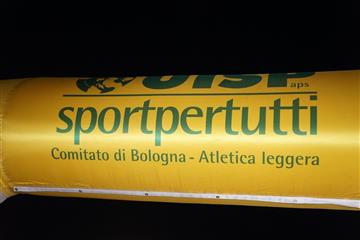 UISP aps
sportpertutti
Comitato di Bologna - Atletica leggera